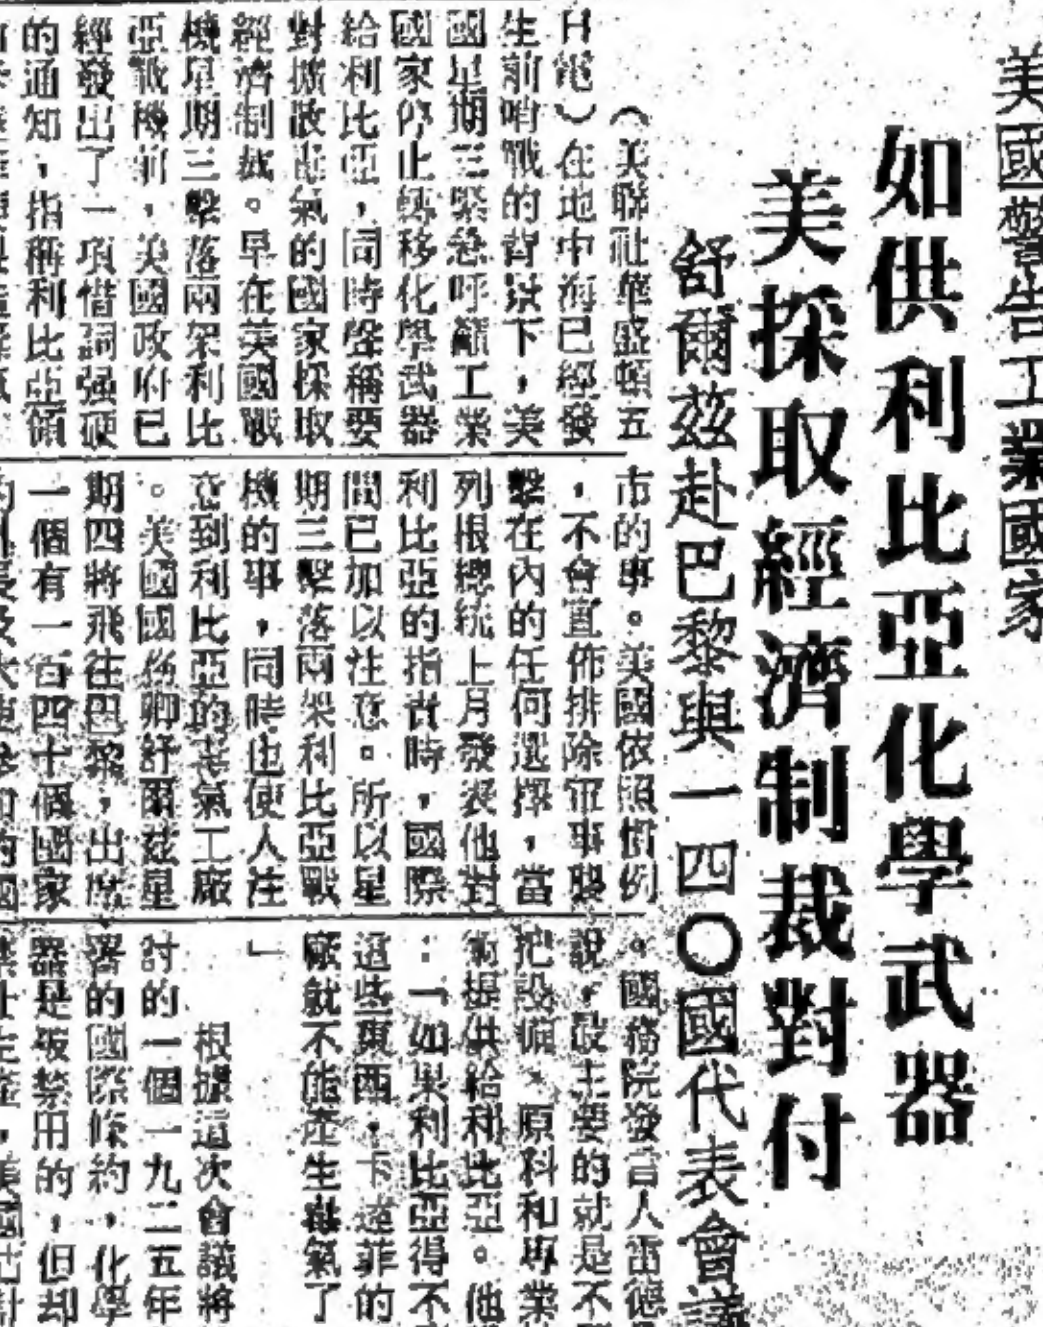 美國警告工業國家
如供利比亞化學武器
美採取經濟制裁對付
舒爾茲赴巴黎與一四〇國代表會議
（美聯社華盛頓五
日電）在地中海已經發
生前哨戰的背景下，美
國星期三緊急呼籲工業
國家停止轉移化學武器
給利比亞，同時聲稱要
對擴散毒氣的國家採取
經濟制裁。早在美國戰
機星期三擊落兩架利比
亞戰機前，美國政府已
經發出了一項借詞强硬
的通知，指稱利比亞領
市的事。美國依照慣例
，不會宣佈排除軍事襲
擊在內的任何選擇，當
列根總統上月發表他對
利比亞的指責時，國際
間已加以注意。所以星
期三擊落兩架利比亞戰
機的事，同時也使人注
意到利比亞的毒氣工廠
。美國國務卿舒爾茲星
期四將飛往巴黎，出席
一個有一百四十個國家
。國務院發言人雷德
說，最主要的就是不
把設備、原料和專業
術提供給利比亞。他
：「如果利比亞得不
這些東西，卡達菲的
廠就不能產生毒氣了
」
根據這次會議將
討的一個一九二五年
署的國際條約，化學
器是被禁用的，但却